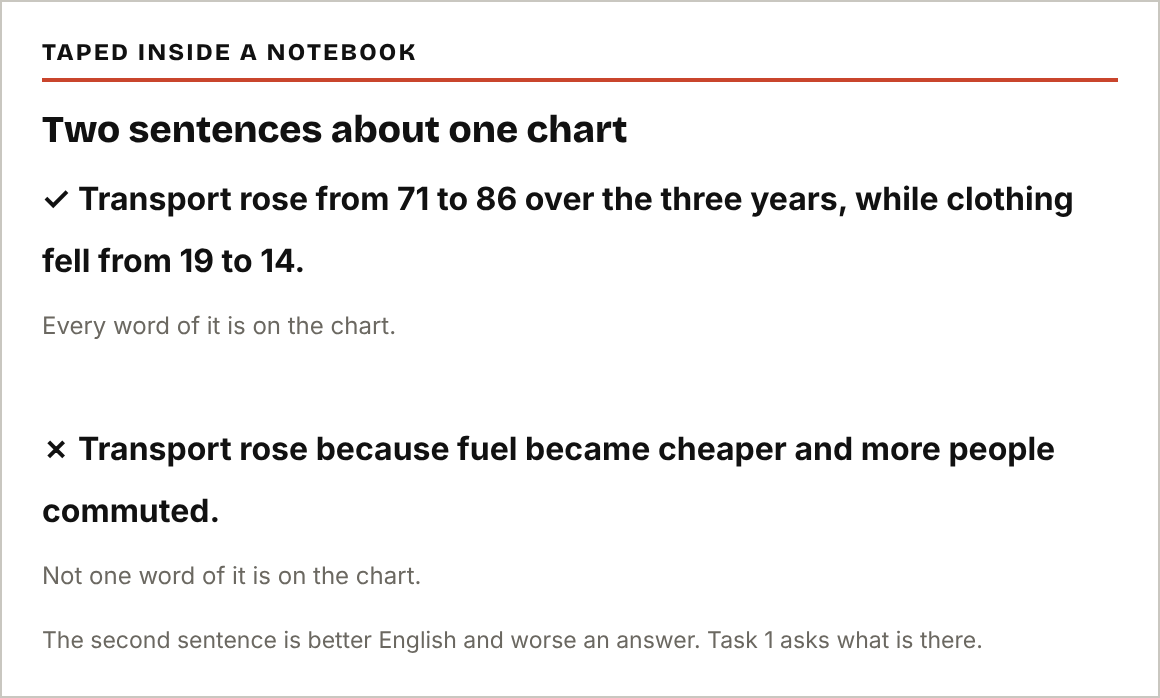 TAPED INSIDE A NOTEBOOK
Two sentences about one chart
✓ Transport rose from 71 to 86 over the three years, while clothing
fell from 19 to 14.
Every word of it is on the chart.
✕ Transport rose because fuel became cheaper and more people
commuted.
Not one word of it is on the chart.
The second sentence is better English and worse an answer. Task 1 asks what is there.